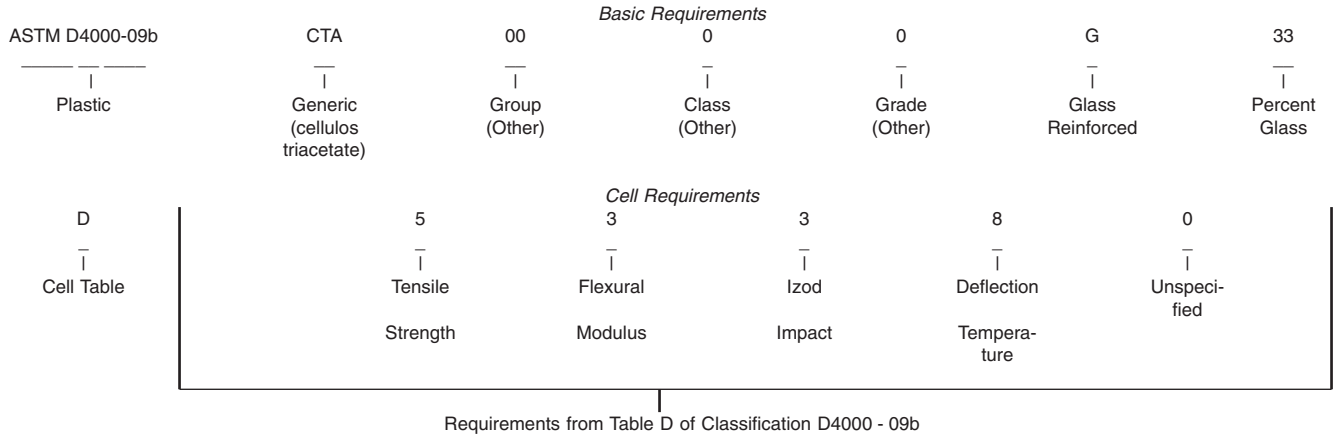 Basic Requirements
ASTM D4000-09b CTA 00 0 0 G 33
Plastic Generic Group Class Grade Glass Percent
(cellulos (Other) (Other) (Other) Reinforced Glass
triacetate)
Cell Requirements
D 5 3 3 8 0
Cell Table Tensile Flexural Izod Deflection Unspeci-
fied
Strength Modulus Impact Tempera-
ture
Requirements from Table D of Classification D4000 - 09b